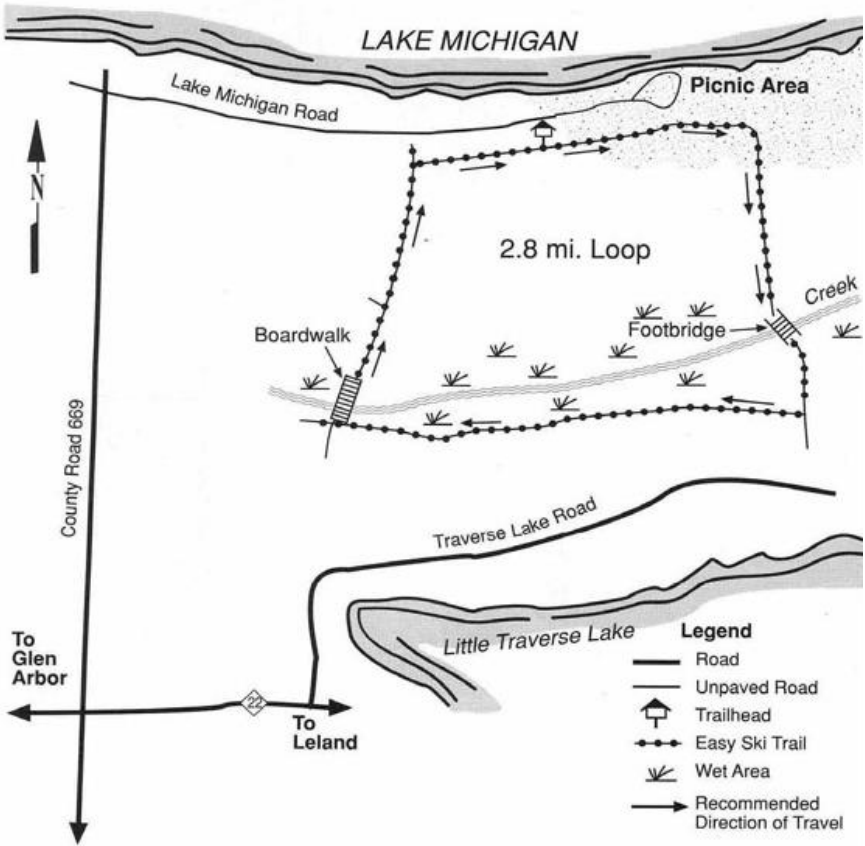 LAKE MICHIGAN
Lake Michigan Road
Picnic Area
N
2.8 mi. Loop
Creek
Footbridge
Boardwalk
County Road 669
Traverse Lake Road
Little Traverse Lake
To
Glen
Arbor
22
To
Leland
Legend
Road
Unpaved Road
Trailhead
Easy Ski Trail
Wet Area
Recommended
Direction of Travel